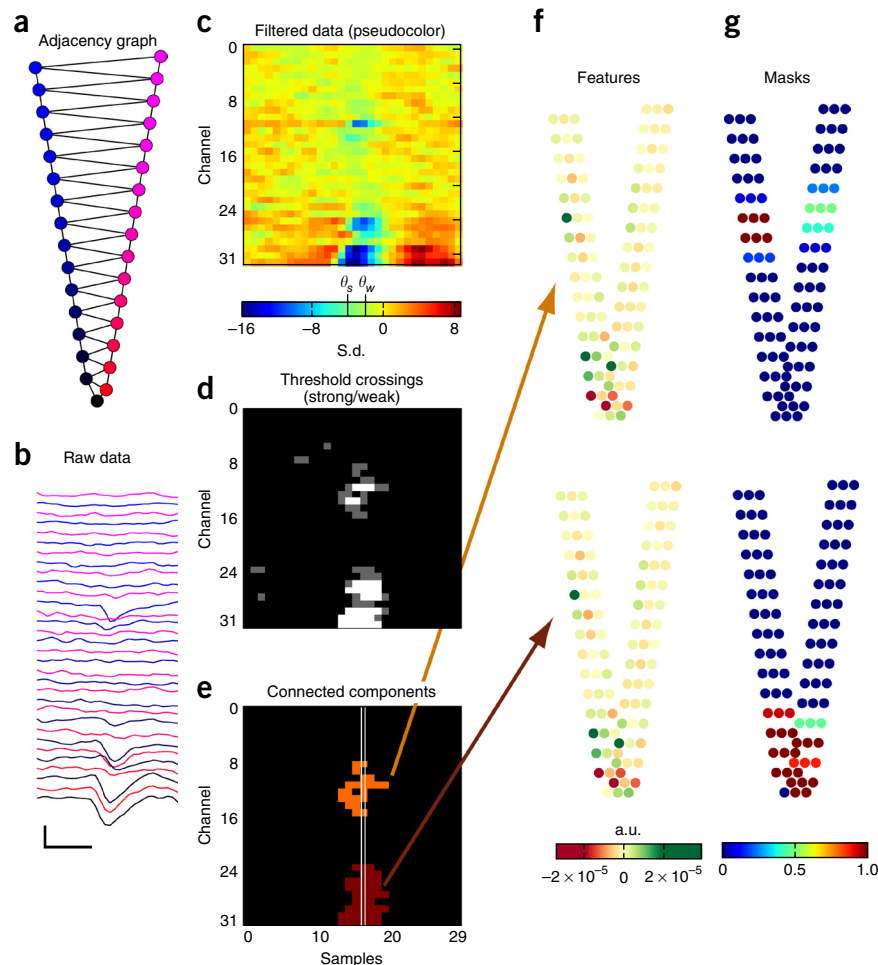 a
Adjacency graph
b
Raw data
c
Filtered data (pseudocolor)
0
8
16
24
31
Channel
θs θw
−16
−8
0
8
S.d.
d
Threshold crossings
(strong/weak)
0
8
16
24
31
Channel
e
Connected components
0
8
16
24
31
Channel
0
10
20
29
Samples
f
Features
a.u.
−2 × 10⁻⁵
0
2 × 10⁻⁵
g
Masks
0
0.5
1.0